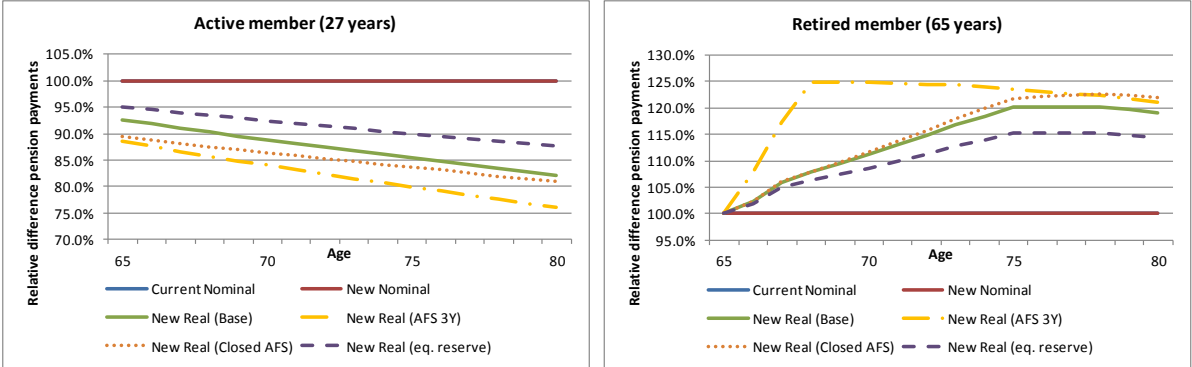 Active member (27 years)
Relative difference pension payments
105.0%
100.0%
95.0%
90.0%
85.0%
80.0%
75.0%
70.0%
65
70
75
80
Age
Current Nominal
New Nominal
New Real (Base)
New Real (AFS 3Y)
New Real (Closed AFS)
New Real (eq. reserve)
Retired member (65 years)
Relative difference pension payments
130.0%
125.0%
120.0%
115.0%
110.0%
105.0%
100.0%
95.0%
65
70
75
80
Age
Current Nominal
New Nominal
New Real (Base)
New Real (AFS 3Y)
New Real (Closed AFS)
New Real (eq. reserve)